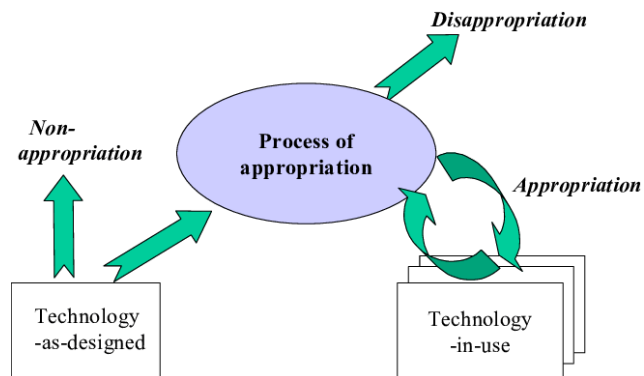 Disappropriation
Non-
appropriation
Process of
appropriation
Appropriation
Technology
-as-designed
Technology
-in-use